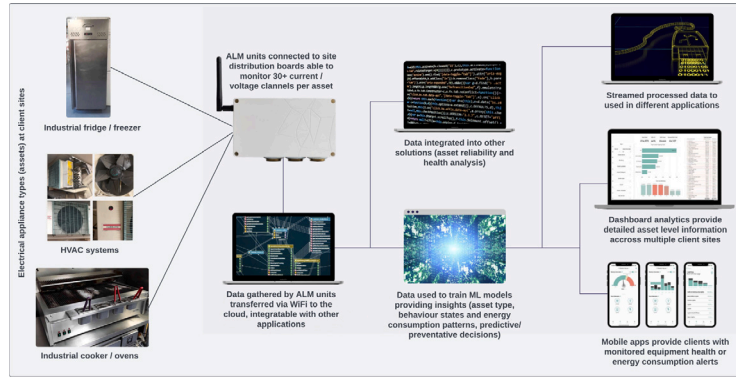 Electrical appliance types (assets) at client sites
Industrial fridge / freezer
HVAC systems
Industrial cooker / ovens
ALM units connected to site
distribution boards able to
monitor 30+ current /
voltage channels per asset
Data gathered by ALM units
transferred via WiFi to the
cloud, integratable with other
applications
Data integrated into other
solutions (asset reliability and
health analysis)
Data used to train ML models
providing insights (asset type,
behaviour states and energy
consumption patterns, predictive/
preventative decisions)
Streamed processed data to
used in different applications
Dashboard analytics provide
detailed asset level information
accross multiple client sites
Mobile apps provide clients with
monitored equipment health or
energy consumption alerts